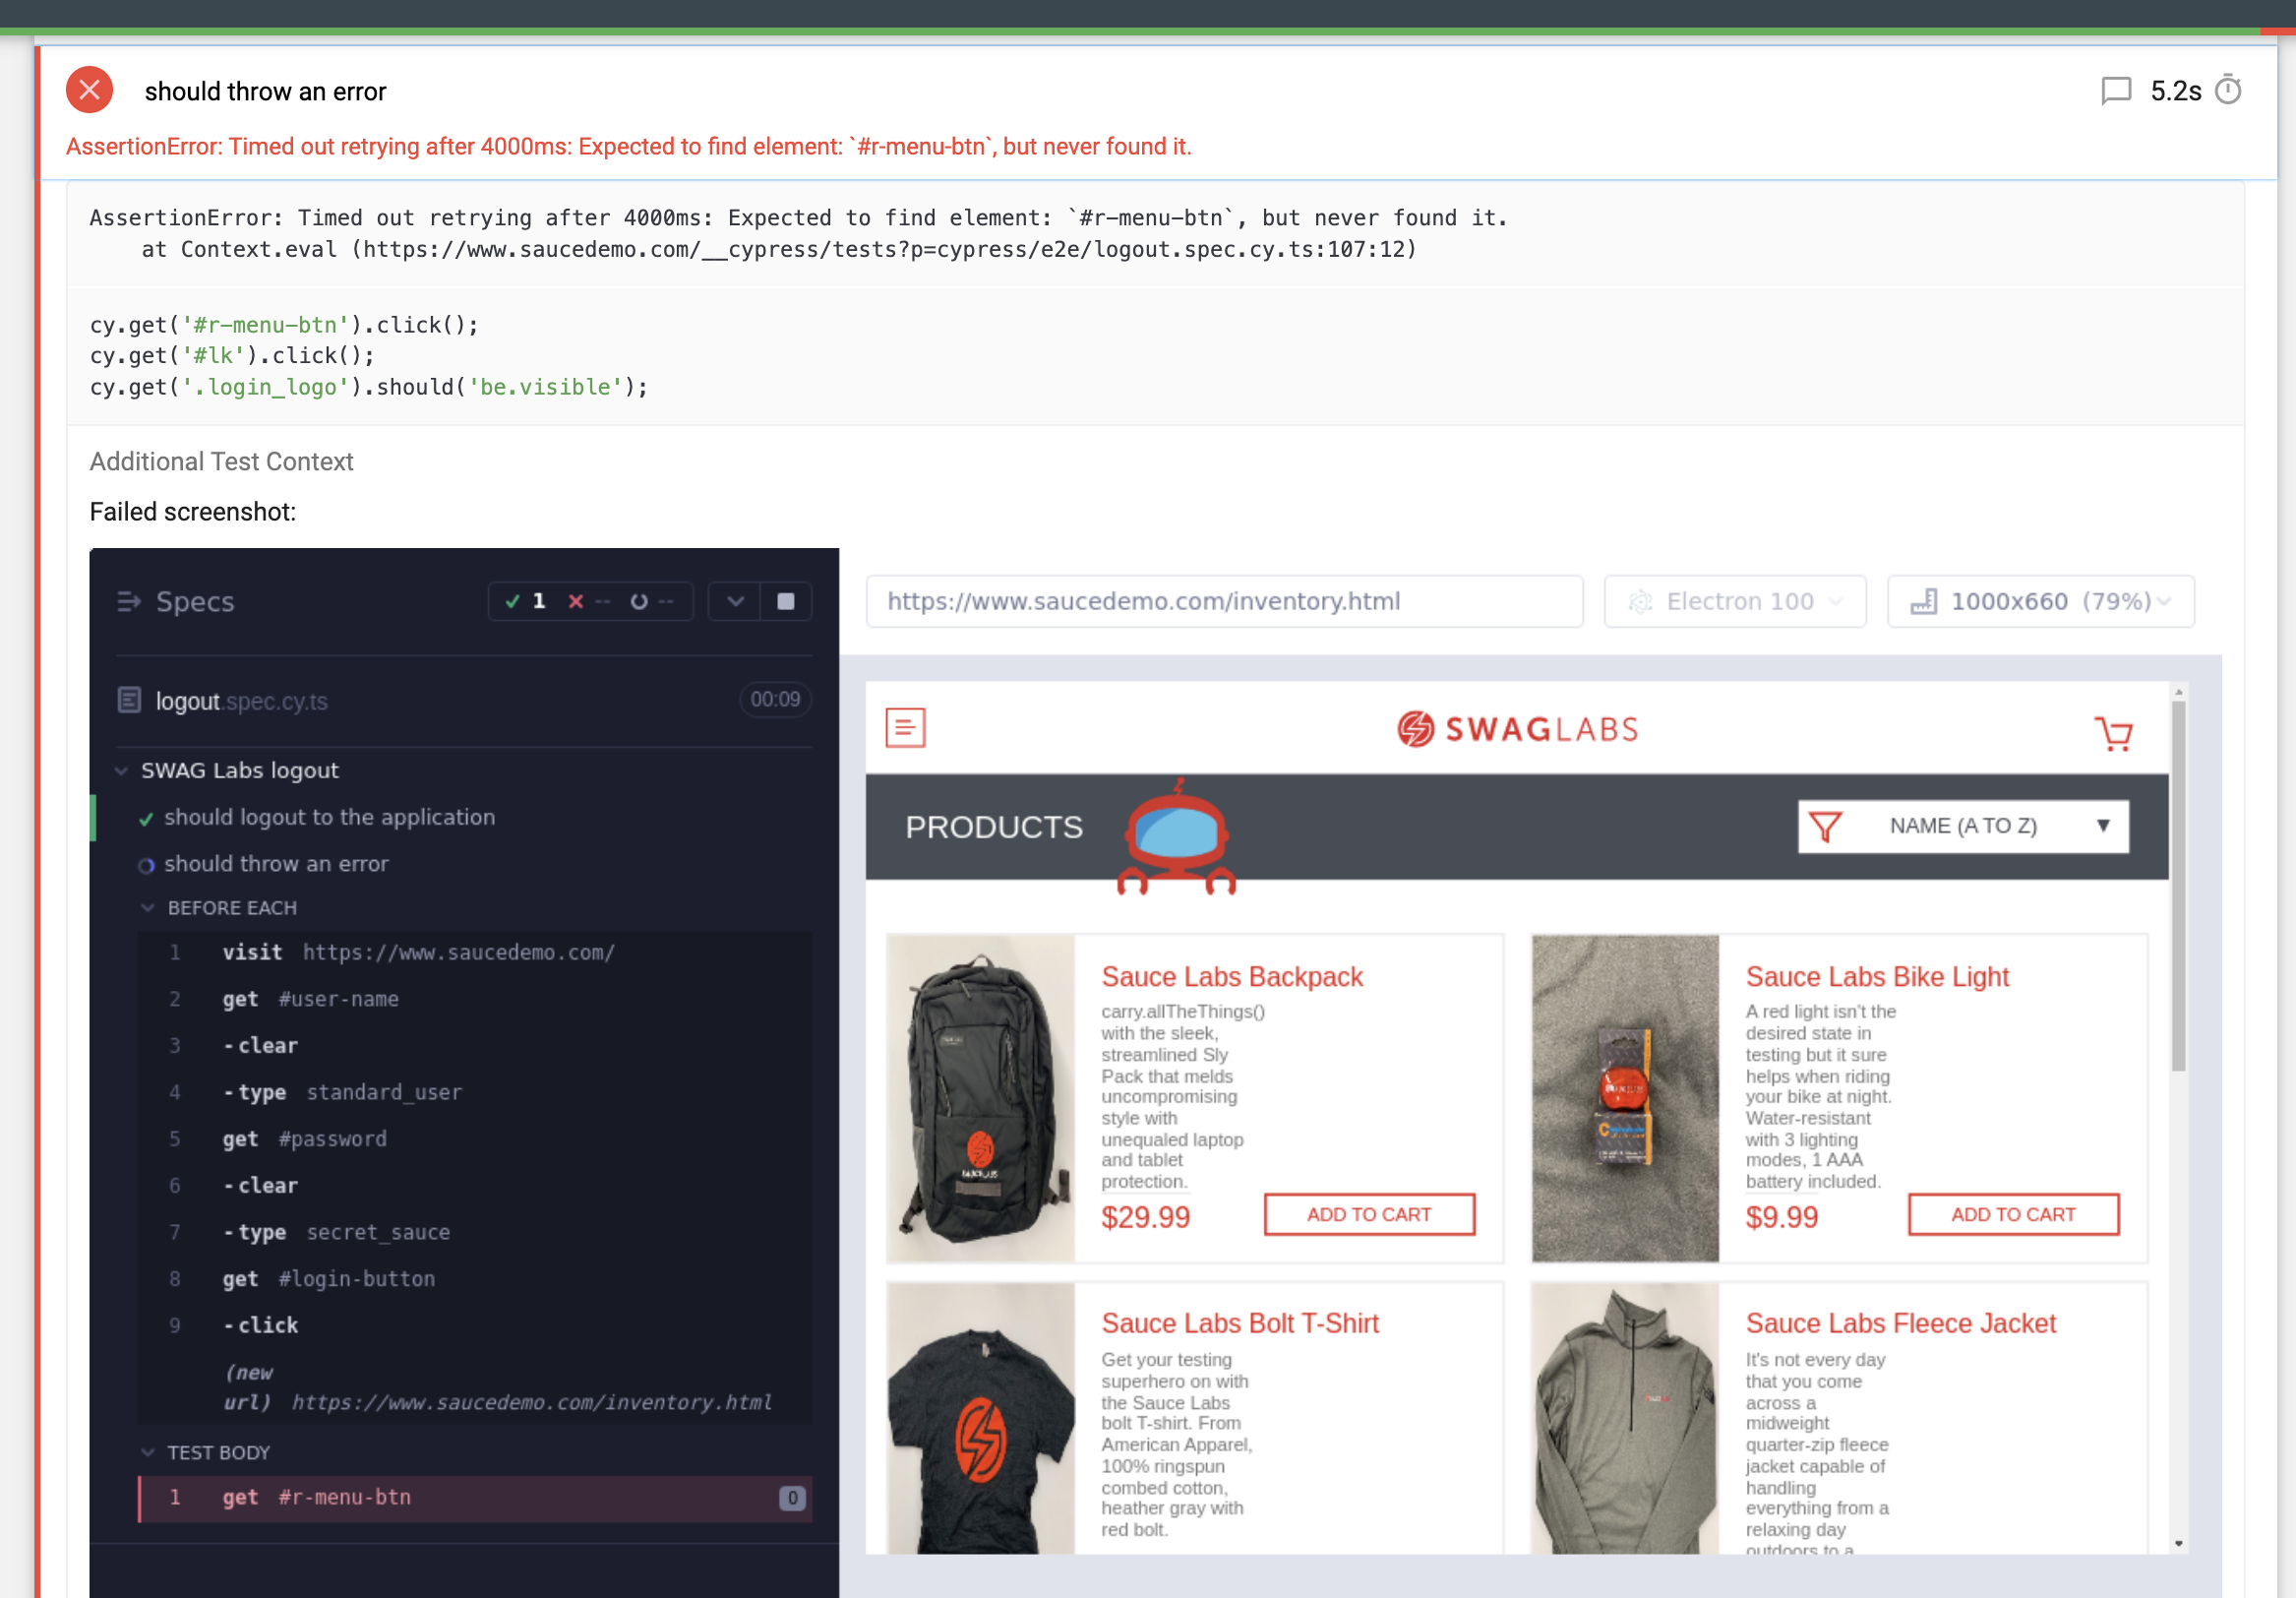 should throw an error
5.2s
AssertionError: Timed out retrying after 4000ms: Expected to find element: `#r-menu-btn`, but never found it.
AssertionError: Timed out retrying after 4000ms: Expected to find element: `#r-menu-btn`, but never found it.
at Context.eval (https://www.saucedemo.com/__cypress/tests?p=cypress/e2e/logout.spec.cy.ts:107:12)
cy.get('#r-menu-btn').click();
cy.get('#lk').click();
cy.get('.login_logo').should('be.visible');
Additional Test Context
Failed screenshot:
Specs
1 -- --
logout.spec.cy.ts
00:09
SWAG Labs logout
should logout to the application
should throw an error
BEFORE EACH
1 visit https://www.saucedemo.com/
2 get #user-name
3 -clear
4 -type standard_user
5 get #password
6 -clear
7 -type secret_sauce
8 get #login-button
9 -click
(new
url) https://www.saucedemo.com/inventory.html
TEST BODY
1 get #r-menu-btn 0
https://www.saucedemo.com/inventory.html
Electron 100
1000x660 (79%)
SWAGLABS
PRODUCTS
NAME (A TO Z)
Sauce Labs Backpack
carry.allTheThings()
with the sleek,
streamlined Sly
Pack that melds
uncompromising
style with
unequaled laptop
and tablet
protection.
$29.99
ADD TO CART
Sauce Labs Bike Light
A red light isn't the
desired state in
testing but it sure
helps when riding
your bike at night.
Water-resistant
with 3 lighting
modes, 1 AAA
battery included.
$9.99
ADD TO CART
Sauce Labs Bolt T-Shirt
Get your testing
superhero on with
the Sauce Labs
bolt T-shirt. From
American Apparel,
100% ringspun
combed cotton,
heather gray with
red bolt.
Sauce Labs Fleece Jacket
It's not every day
that you come
across a
midweight
quarter-zip fleece
jacket capable of
handling
everything from a
relaxing day
outdoors to a